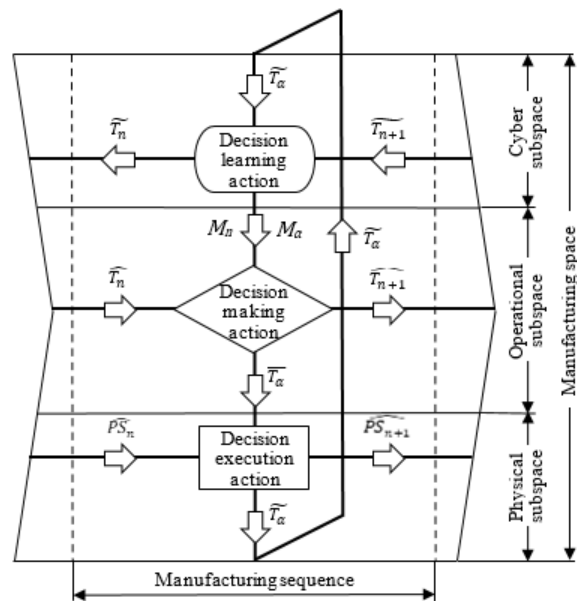 T̃α
T̃n
T̃n+1
Decision
learning
action
Cyber
subspace
Mn Mα
T̃α
T̂n
T̂n+1
Decision
making
action
Operational
subspace
Manufacturing space
T̅α
P͞Sn
P͡Sn+1
Decision
execution
action
Physical
subspace
T̃α
Manufacturing sequence